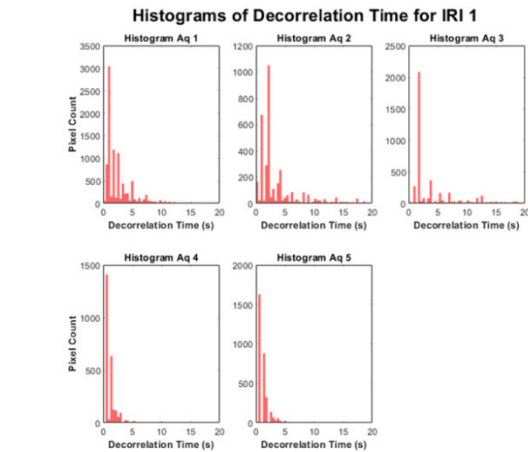 Histograms of Decorrelation Time for IRI 1
Histogram Aq 1
3500
3000
2500
2000
1500
1000
500
0
Pixel Count
0 5 10 15 20
Decorrelation Time (s)
Histogram Aq 2
1200
1000
800
600
400
200
0
0 5 10 15 20
Decorrelation Time (s)
Histogram Aq 3
2500
2000
1500
1000
500
0
0 5 10 15 20
Decorrelation Time (s)
Histogram Aq 4
1500
1000
500
0
Pixel Count
0 5 10 15 20
Decorrelation Time (s)
Histogram Aq 5
2000
1500
1000
500
0
0 5 10 15 20
Decorrelation Time (s)